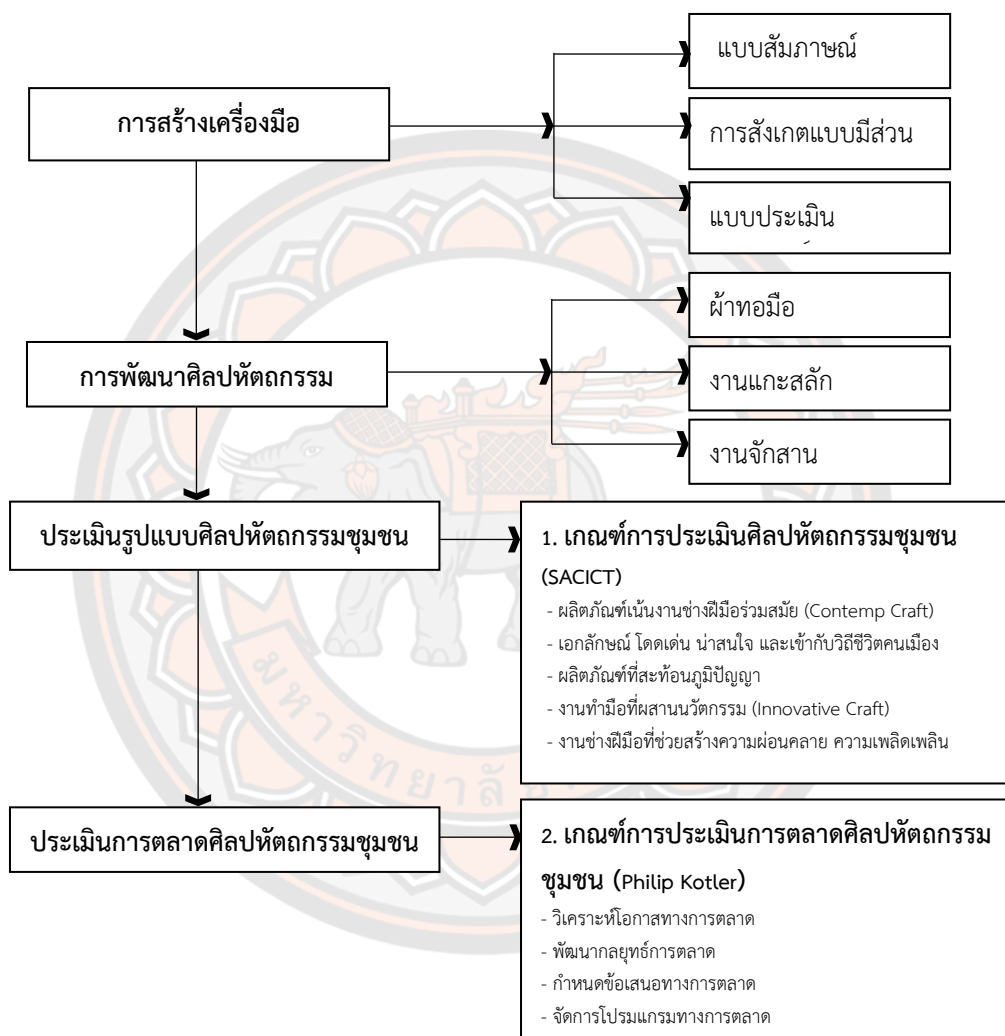 การสร้างเครื่องมือ
แบบสัมภาษณ์
การสังเกตแบบมีส่วน
แบบประเมิน
การพัฒนาศิลปหัตถกรรม
ผ้าทอมือ
งานแกะสลัก
งานจักสาน
ประเมินรูปแบบศิลปหัตถกรรมชุมชน
1. เกณฑ์การประเมินศิลปหัตถกรรมชุมชน
(SACICT)
- ผลิตภัณฑ์เน้นงานช่างฝีมือร่วมสมัย (Contemp Craft)
- เอกลักษณ์ โดดเด่น น่าสนใจ และเข้ากับวิถีชีวิตคนเมือง
- ผลิตภัณฑ์ที่สะท้อนภูมิปัญญา
- งานทำมือที่ผสานนวัตกรรม (Innovative Craft)
- งานช่างฝีมือที่ช่วยสร้างความผ่อนคลาย ความเพลิดเพลิน
ประเมินการตลาดศิลปหัตถกรรมชุมชน
2. เกณฑ์การประเมินการตลาดศิลปหัตถกรรม
ชุมชน (Philip Kotler)
- วิเคราะห์โอกาสทางการตลาด
- พัฒนากลยุทธ์การตลาด
- กำหนดข้อเสนอทางการตลาด
- จัดการโปรมแกรมทางการตลาด
มหาวิทยาลัย